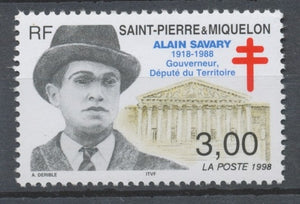 RF SAINT-PIERRE&MIQUELON
ALAIN SAVARY
1918-1988
Gouverneur,
Député du Territoire
3,00
A. DERIBLE ITVF LA POSTE 1998